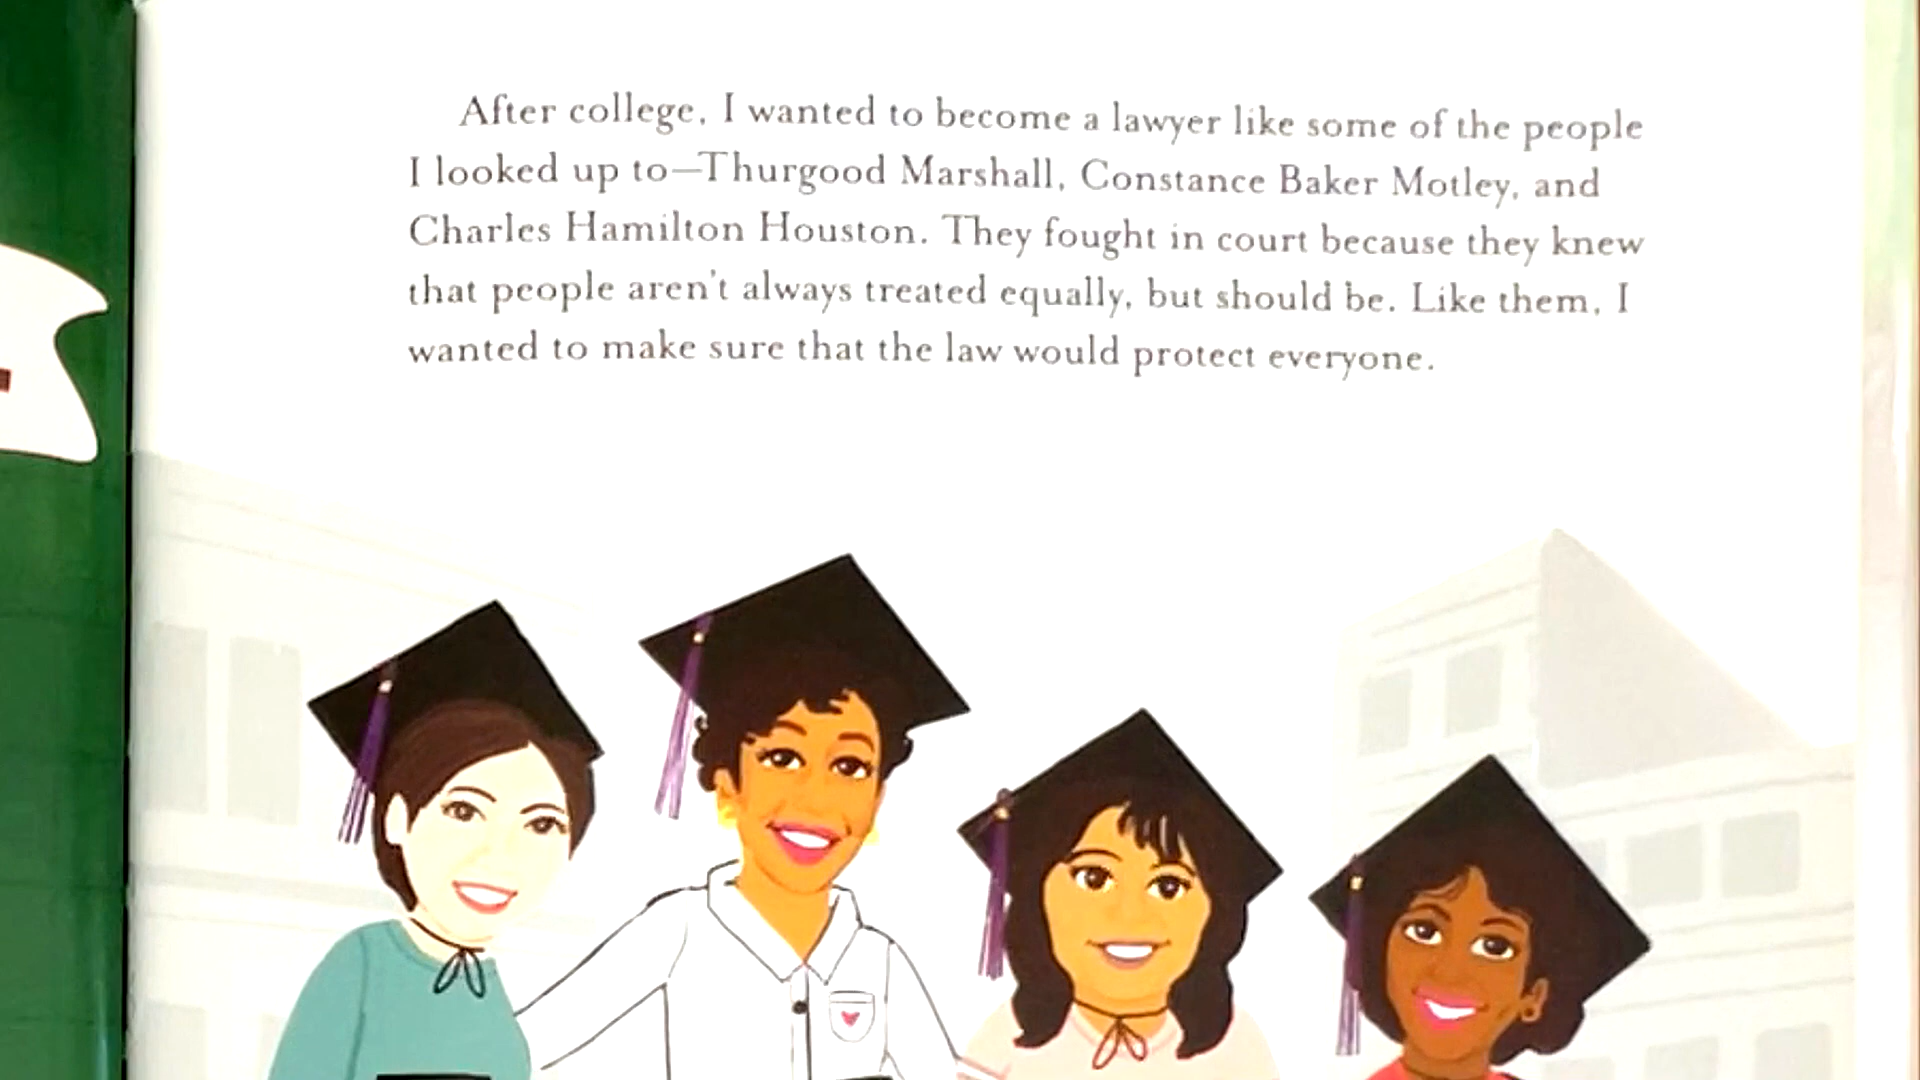 After college, I wanted to become a lawyer like some of the people
I looked up to—Thurgood Marshall, Constance Baker Motley, and
Charles Hamilton Houston. They fought in court because they knew
that people aren't always treated equally, but should be. Like them, I
wanted to make sure that the law would protect everyone.